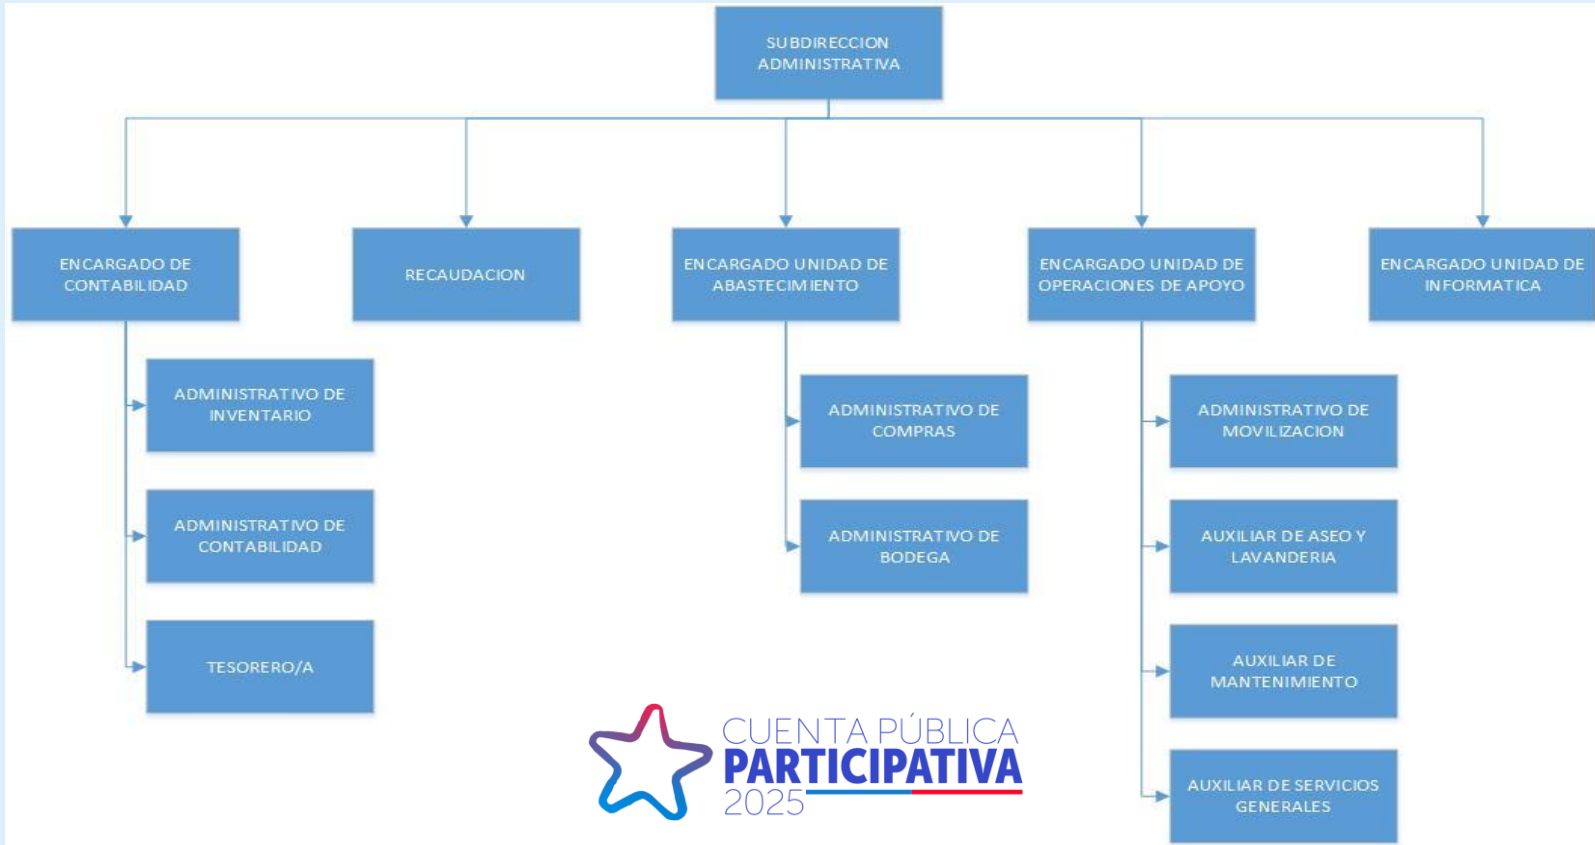 SUBDIRECCION
ADMINISTRATIVA
ENCARGADO DE
CONTABILIDAD
RECAUDACION
ENCARGADO UNIDAD DE
ABASTECIMIENTO
ENCARGADO UNIDAD DE
OPERACIONES DE APOYO
ENCARGADO UNIDAD DE
INFORMATICA
ADMINISTRATIVO DE
INVENTARIO
ADMINISTRATIVO DE
CONTABILIDAD
TESORERO/A
ADMINISTRATIVO DE
COMPRAS
ADMINISTRATIVO DE
BODEGA
ADMINISTRATIVO DE
MOVILIZACION
AUXILIAR DE ASEO Y
LAVANDERIA
AUXILIAR DE
MANTENIMIENTO
AUXILIAR DE SERVICIOS
GENERALES
CUENTA PÚBLICA
PARTICIPATIVA
2025